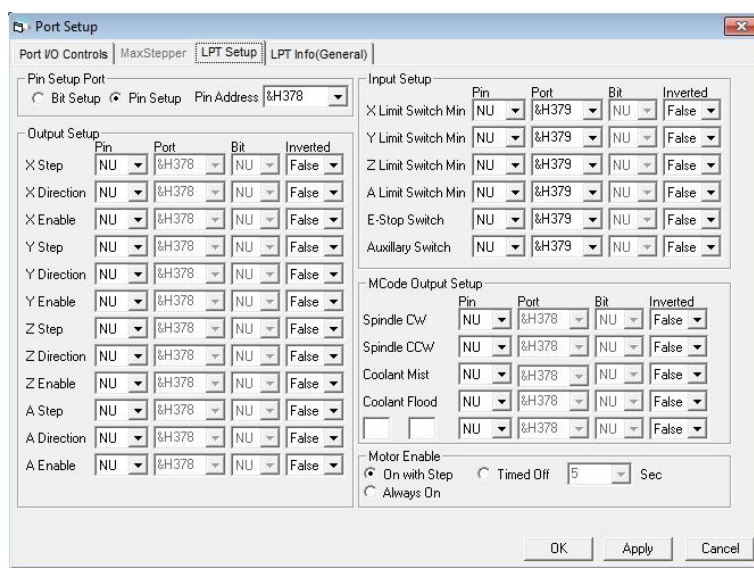 Port Setup
Port I/O Controls MaxStepper LPT Setup LPT Info(General)
Pin Setup Port
Bit Setup Pin Setup Pin Address &H378
Output Setup
Pin Port Bit Inverted
X Step NU &H378 NU False
X Direction NU &H378 NU False
X Enable NU &H378 NU False
Y Step NU &H378 NU False
Y Direction NU &H378 NU False
Y Enable NU &H378 NU False
Z Step NU &H378 NU False
Z Direction NU &H378 NU False
Z Enable NU &H378 NU False
A Step NU &H378 NU False
A Direction NU &H378 NU False
A Enable NU &H378 NU False
Input Setup
Pin Port Bit Inverted
X Limit Switch Min NU &H379 NU False
Y Limit Switch Min NU &H379 NU False
Z Limit Switch Min NU &H379 NU False
A Limit Switch Min NU &H379 NU False
E-Stop Switch NU &H379 NU False
Auxillary Switch NU &H379 NU False
MCode Output Setup
Pin Port Bit Inverted
Spindle CW NU &H378 NU False
Spindle CCW NU &H378 NU False
Coolant Mist NU &H378 NU False
Coolant Flood NU &H378 NU False
NU &H378 NU False
Motor Enable
On with Step Timed Off 5 Sec
Always On
OK Apply Cancel